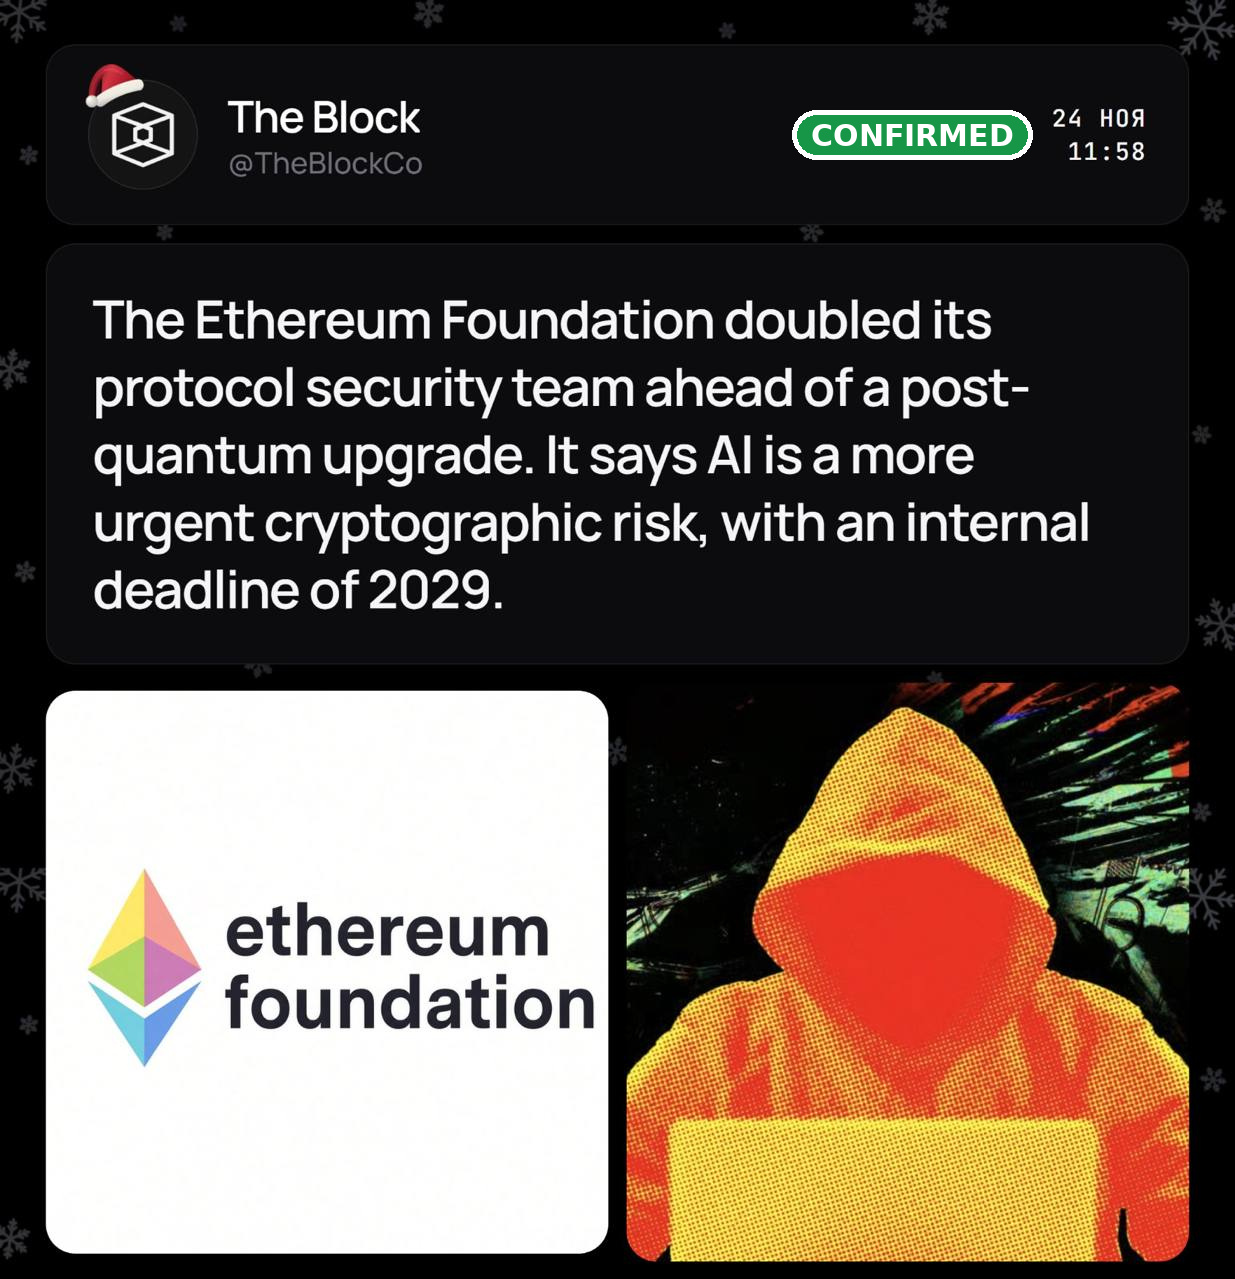 The Block
@TheBlockCo
CONFIRMED
24 НОЯ
11:58
The Ethereum Foundation doubled its
protocol security team ahead of a post-
quantum upgrade. It says AI is a more
urgent cryptographic risk, with an internal
deadline of 2029.
ethereum
foundation